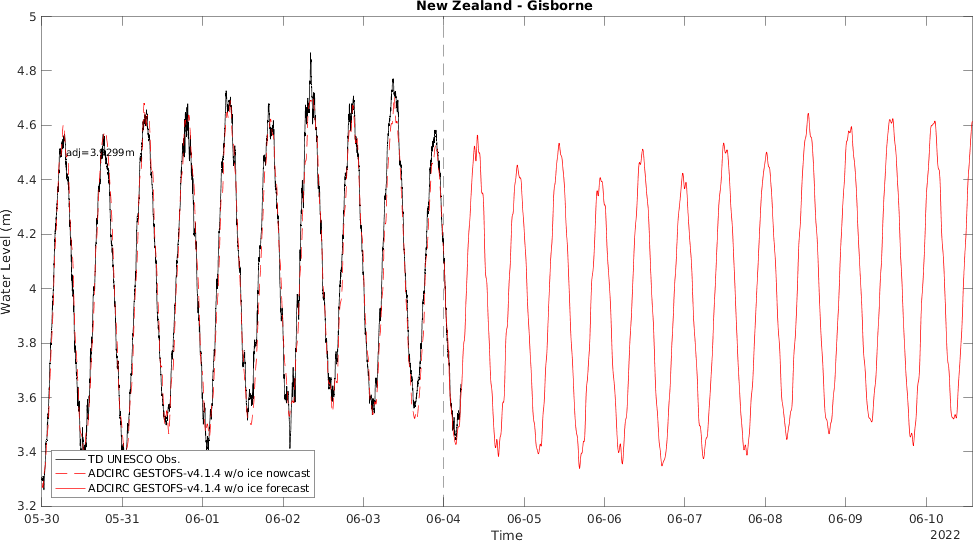 New Zealand - Gisborne
5
4.8
4.6
4.4
4.2
4
3.8
3.6
3.4
3.2
Water Level (m)
TD UNESCO Obs.
ADCIRC GESTOFS-v4.1.4 w/o ice nowcast
ADCIRC GESTOFS-v4.1.4 w/o ice forecast
05-30 05-31 06-01 06-02 06-03 06-04 06-05 06-06 06-07 06-08 06-09 06-10
2022
Time